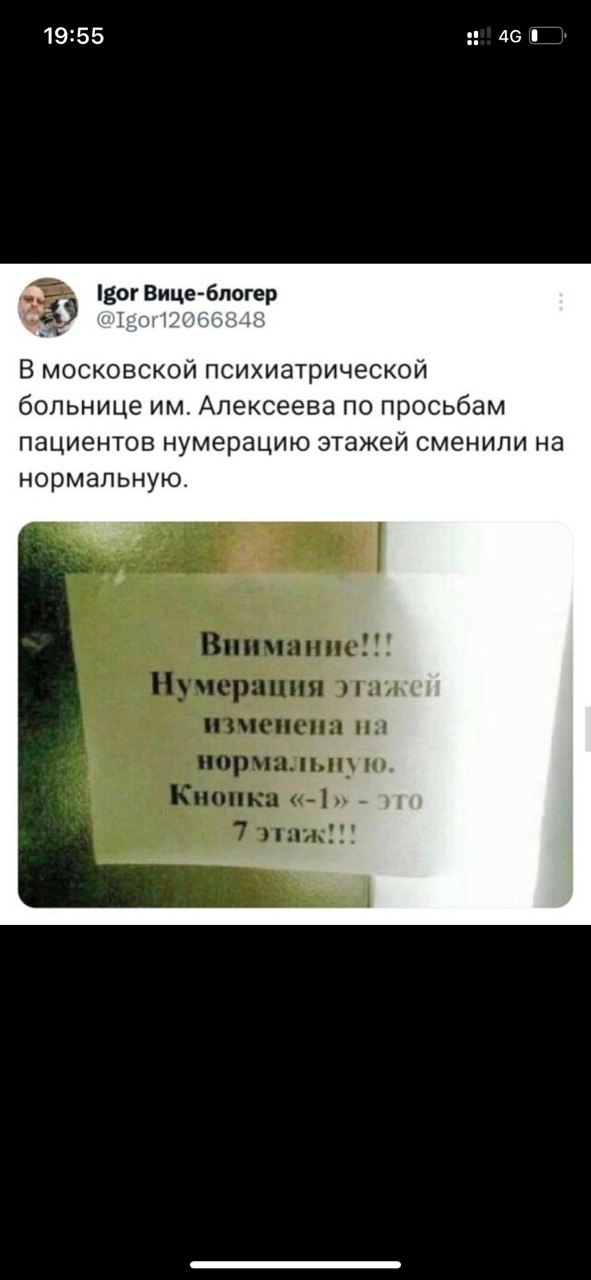 19:55
4G
Igor Вице-блогер
@Igor12066848
В московской психиатрической
больнице им. Алексеева по просьбам
пациентов нумерацию этажей сменили на
нормальную.
Внимание!!!
Нумерация этажей
изменена на
нормальную.
Кнопка «-1» - это
7 этаж!!!